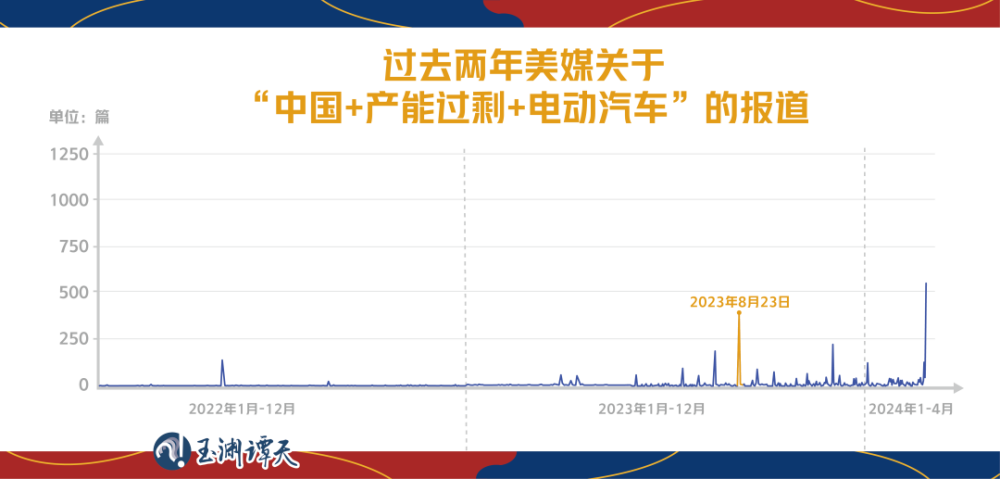 过去两年美媒关于
“中国+产能过剩+电动汽车”的报道
单位：篇
1250
1000
750
500
250
0
2023年8月23日
2022年1月-12月
2023年1月-12月
2024年1-4月
玉渊谭天